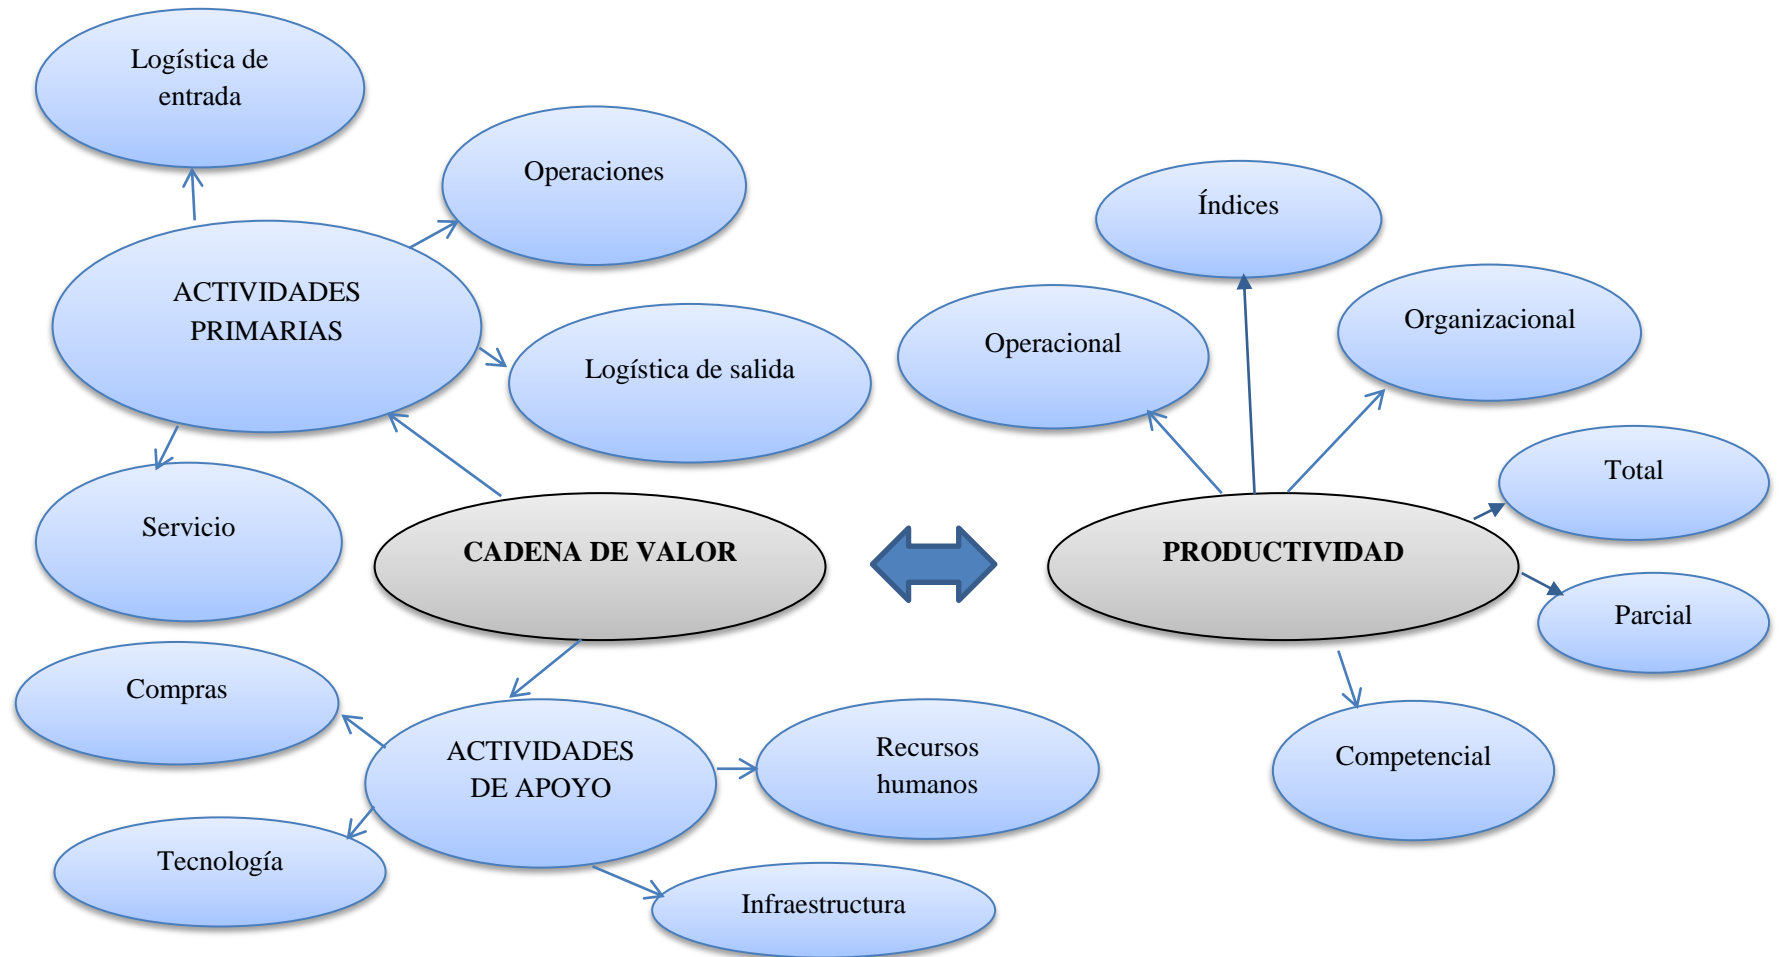 Logística de
entrada
Operaciones
ACTIVIDADES
PRIMARIAS
Logística de salida
Servicio
CADENA DE VALOR
Compras
ACTIVIDADES
DE APOYO
Recursos
humanos
Tecnología
Infraestructura
Índices
Operacional
Organizacional
Total
PRODUCTIVIDAD
Parcial
Competencial